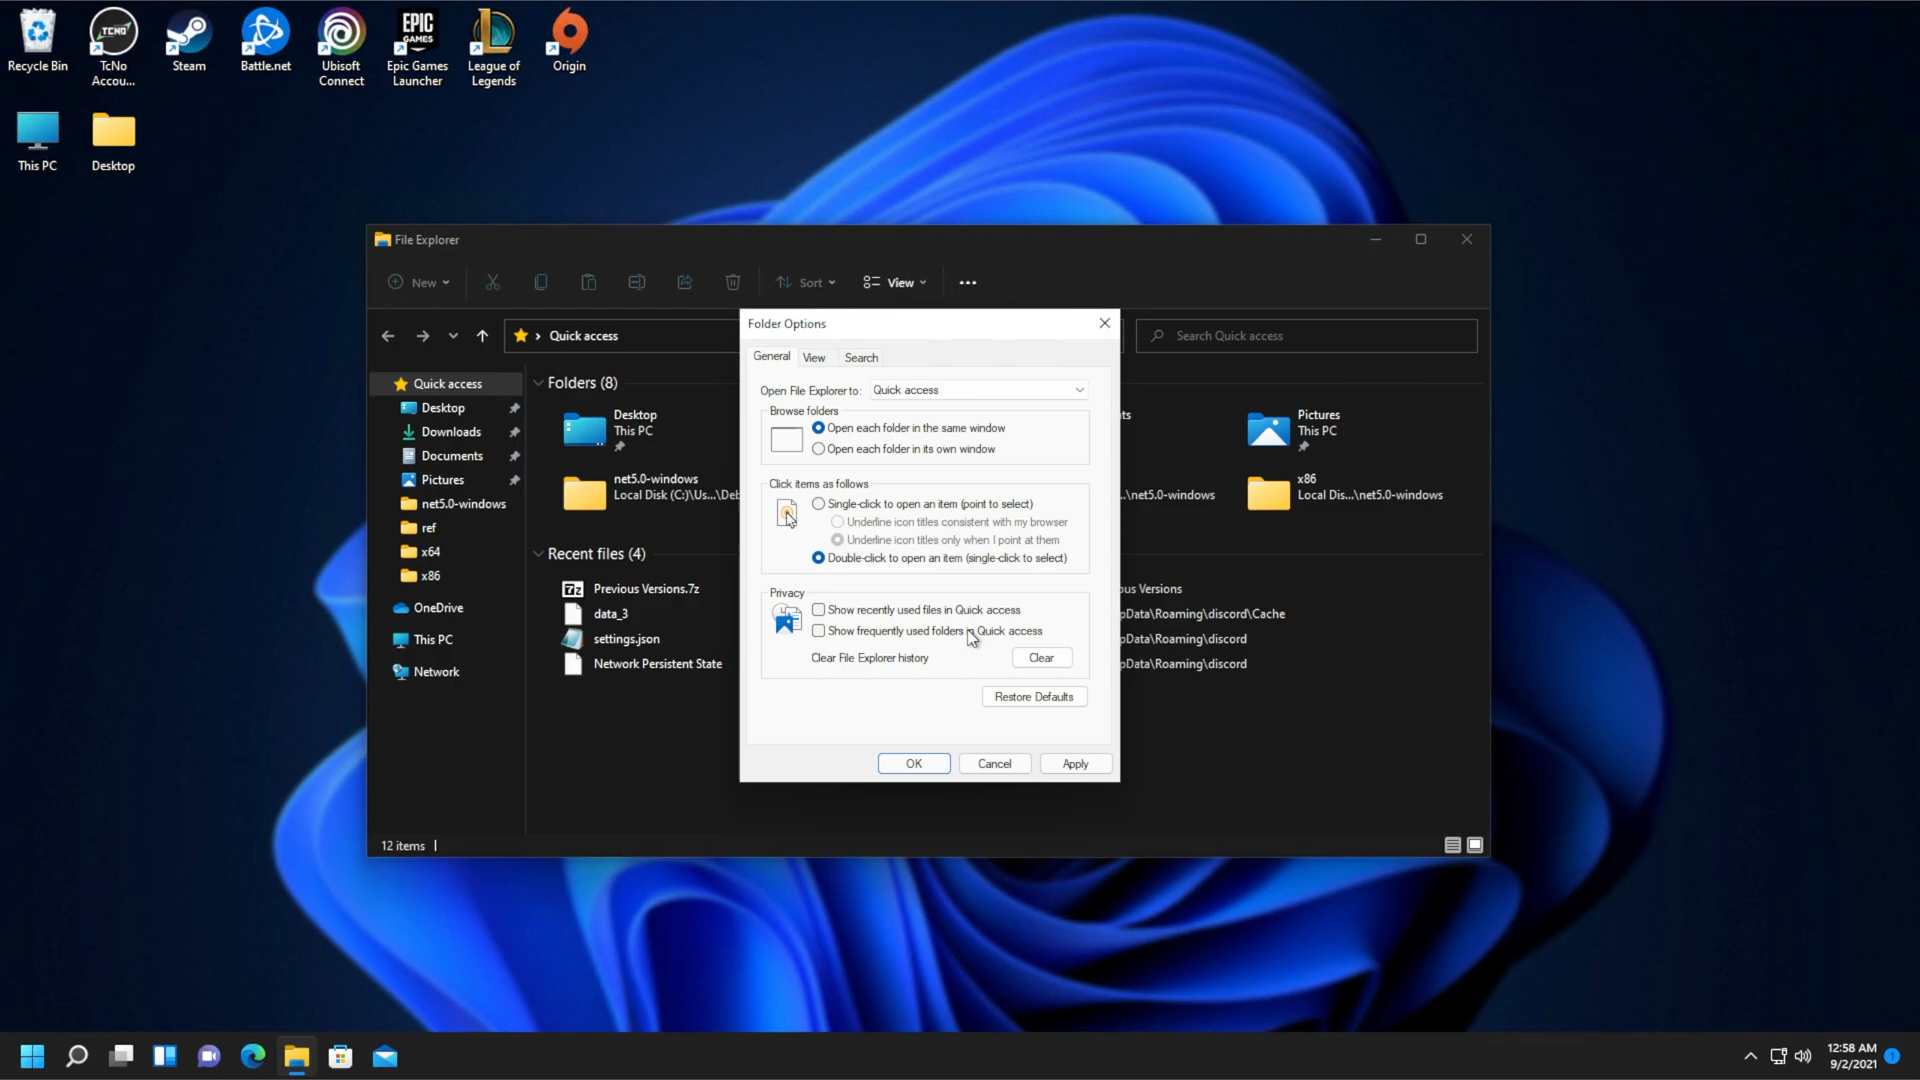 Recycle Bin
TcNo
Accou...
Steam
Battle.net
Ubisoft
Connect
EPIC
GAMES
Epic Games
Launcher
League of
Legends
Origin
This PC
Desktop
File Explorer
New
Sort
View
Quick access
Search Quick access
Quick access
Desktop
Downloads
Documents
Pictures
net5.0-windows
ref
x64
x86
OneDrive
This PC
Network
Folders (8)
Desktop
This PC
ts
Pictures
This PC
net5.0-windows
Local Disk (C:)\Us...\Deb
..\net5.0-windows
x86
Local Dis...\net5.0-windows
Recent files (4)
7z
Previous Versions.7z
us Versions
data_3
pData\Roaming\discord\Cache
settings.json
pData\Roaming\discord
Network Persistent State
pData\Roaming\discord
12 items
Folder Options
General
View
Search
Open File Explorer to:
Quick access
Browse folders
Open each folder in the same window
Open each folder in its own window
Click items as follows
Single-click to open an item (point to select)
Underline icon titles consistent with my browser
Underline icon titles only when I point at them
Double-click to open an item (single-click to select)
Privacy
Show recently used files in Quick access
Show frequently used folders in Quick access
Clear File Explorer history
Clear
Restore Defaults
OK
Cancel
Apply
12:58 AM
9/2/2021
1